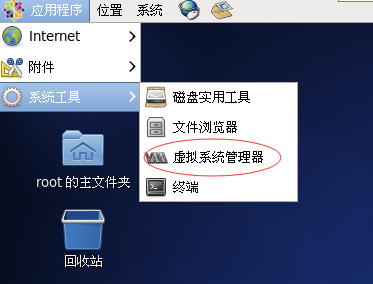 应用程序 位置 系统
Internet
附件
系统工具
磁盘实用工具
文件浏览器
虚拟系统管理器
终端
root 的主文件夹
回收站